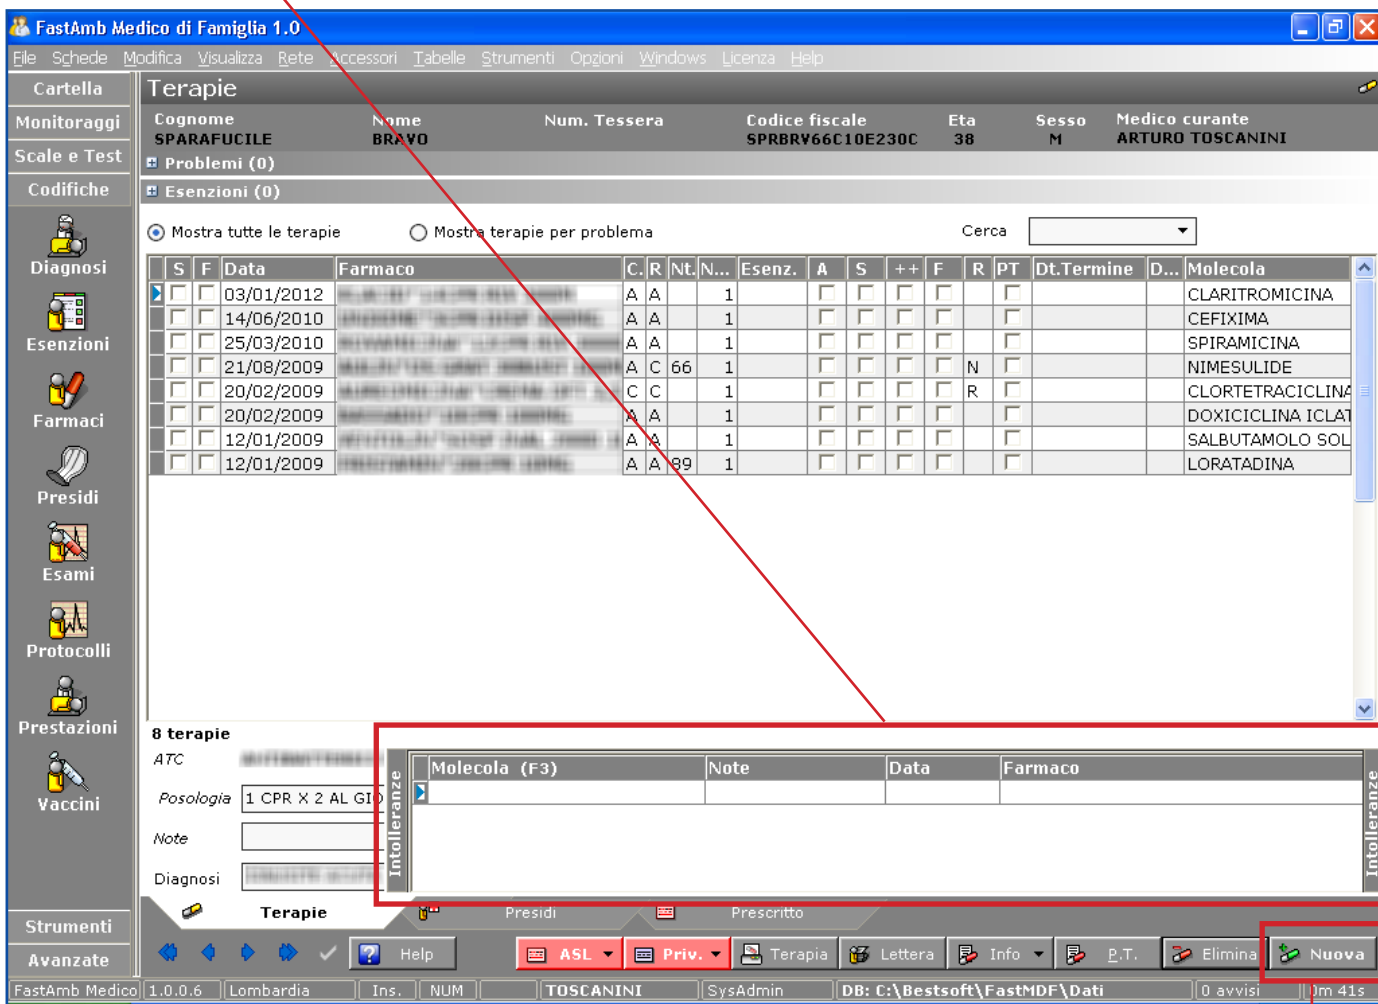 FastAmb Medico di Famiglia 1.0
File Schede Modifica Visualizza Rete Accessori Tabelle Strumenti Opzioni Windows Licenza Help
Cartella
Monitoraggi
Scale e Test
Codifiche
Diagnosi
Esenzioni
Farmaci
Presidi
Esami
Protocolli
Prestazioni
Vaccini
Strumenti
Avanzate
Terapie
Cognome Nome Num. Tessera Codice fiscale Eta Sesso Medico curante
SPARAFUCILE BRAVO SPRBRV66C10E230C 38 M ARTURO TOSCANINI
Problemi (0)
Esenzioni (0)
Mostra tutte le terapie Mostra terapie per problema Cerca
S F Data Farmaco C. R Nt. N... Esenz. A S ++ F R PT Dt.Termine D... Molecola
03/01/2012 A A 1 CLARITROMICINA
14/06/2010 A A 1 CEFIXIMA
25/03/2010 A A 1 SPIRAMICINA
21/08/2009 A C 66 1 N NIMESULIDE
20/02/2009 C C 1 R CLORTETRACICLINA
20/02/2009 A A 1 DOXICICLINA ICLAT
12/01/2009 A A 1 SALBUTAMOLO SOL
12/01/2009 A A 89 1 LORATADINA
8 terapie
ATC
Posologia 1 CPR X 2 AL GIO
Note
Diagnosi
Intolleranze
Molecola (F3) Note Data Farmaco
Intolleranze
Terapie Presidi Prescritto
Help ASL Priv. Terapia Lettera Info P.T. Elimina Nuova
FastAmb Medico 1.0.0.6 Lombardia Ins. NUM TOSCANINI SysAdmin DB: C:\Bestsoft\FastMDF\Dati 0 avvisi 0m 41s